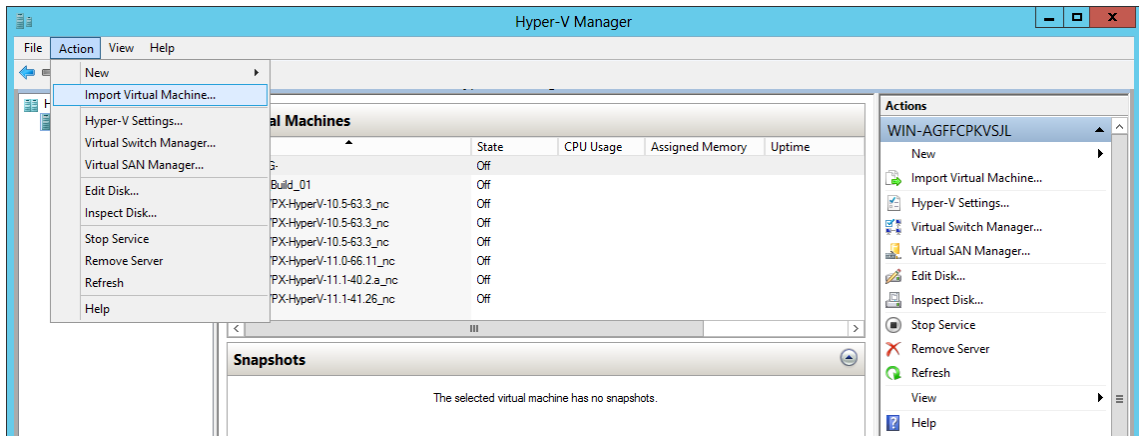 Hyper-V Manager
File Action View Help
New
Import Virtual Machine...
Hyper-V Settings...
Virtual Switch Manager...
Virtual SAN Manager...
Edit Disk...
Inspect Disk...
Stop Service
Remove Server
Refresh
Help
H
al Machines
State CPU Usage Assigned Memory Uptime
G- Off
Build_01 Off
PX-HyperV-10.5-63.3_nc Off
PX-HyperV-10.5-63.3_nc Off
PX-HyperV-10.5-63.3_nc Off
PX-HyperV-11.0-66.11_nc Off
PX-HyperV-11.1-40.2.a_nc Off
PX-HyperV-11.1-41.26_nc Off
Snapshots
The selected virtual machine has no snapshots.
Actions
WIN-AGFFCPKVSJL
New
Import Virtual Machine...
Hyper-V Settings...
Virtual Switch Manager...
Virtual SAN Manager...
Edit Disk...
Inspect Disk...
Stop Service
Remove Server
Refresh
View
Help